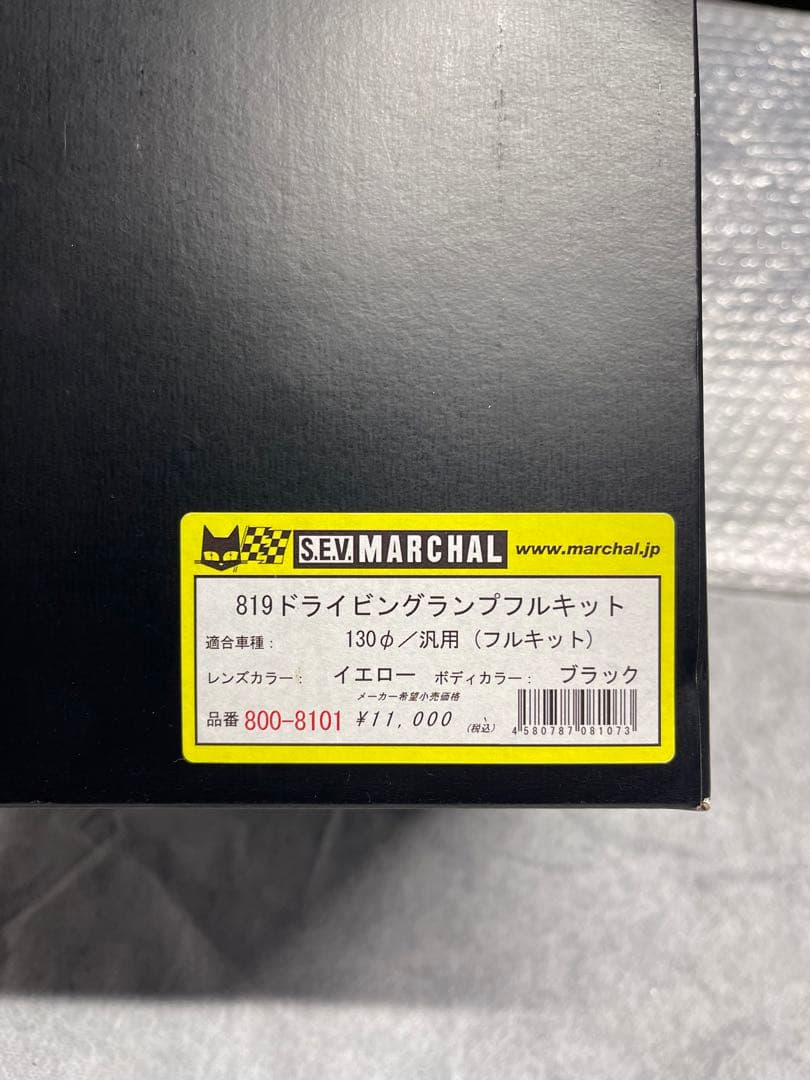 S.E.V. MARCHAL www.marchal.jp
819ドライビングランプフルキット
適合車種： 130φ／汎用（フルキット）
レンズカラー： イエロー ボディカラー： ブラック
メーカー希望小売価格
品番 800-8101 ¥11,000 (税込)
4 580787 081073